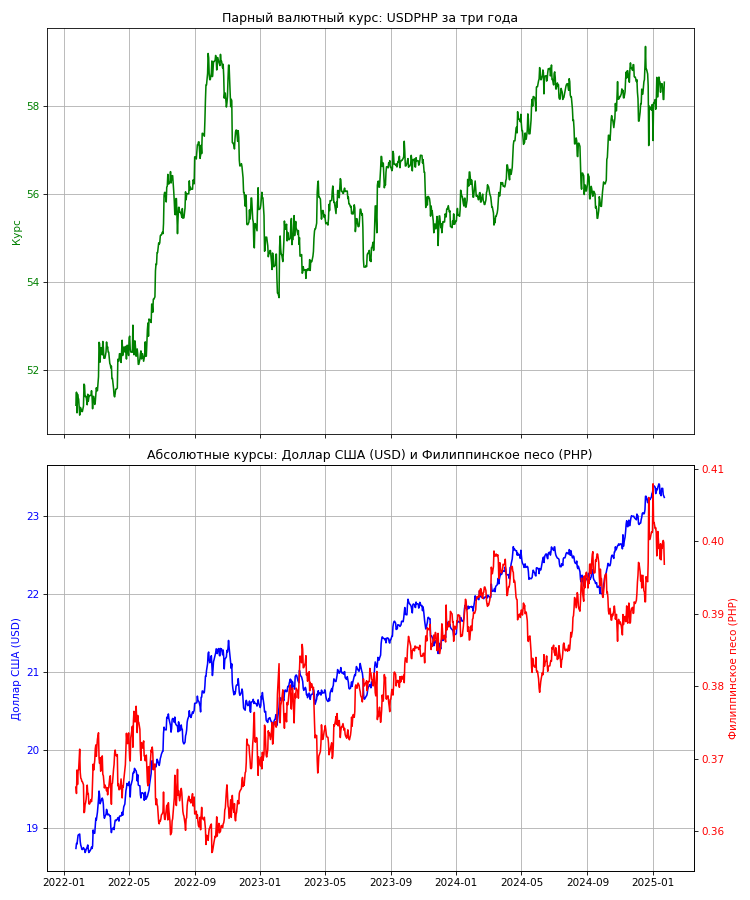 Парный валютный курс: USDPHP за три года
58
56
54
52
Курс
Абсолютные курсы: Доллар США (USD) и Филиппинское песо (PHP)
23
22
21
20
19
Доллар США (USD)
0.41
0.40
0.39
0.38
0.37
0.36
Филиппинское песо (PHP)
2022-01 2022-05 2022-09 2023-01 2023-05 2023-09 2024-01 2024-05 2024-09 2025-01